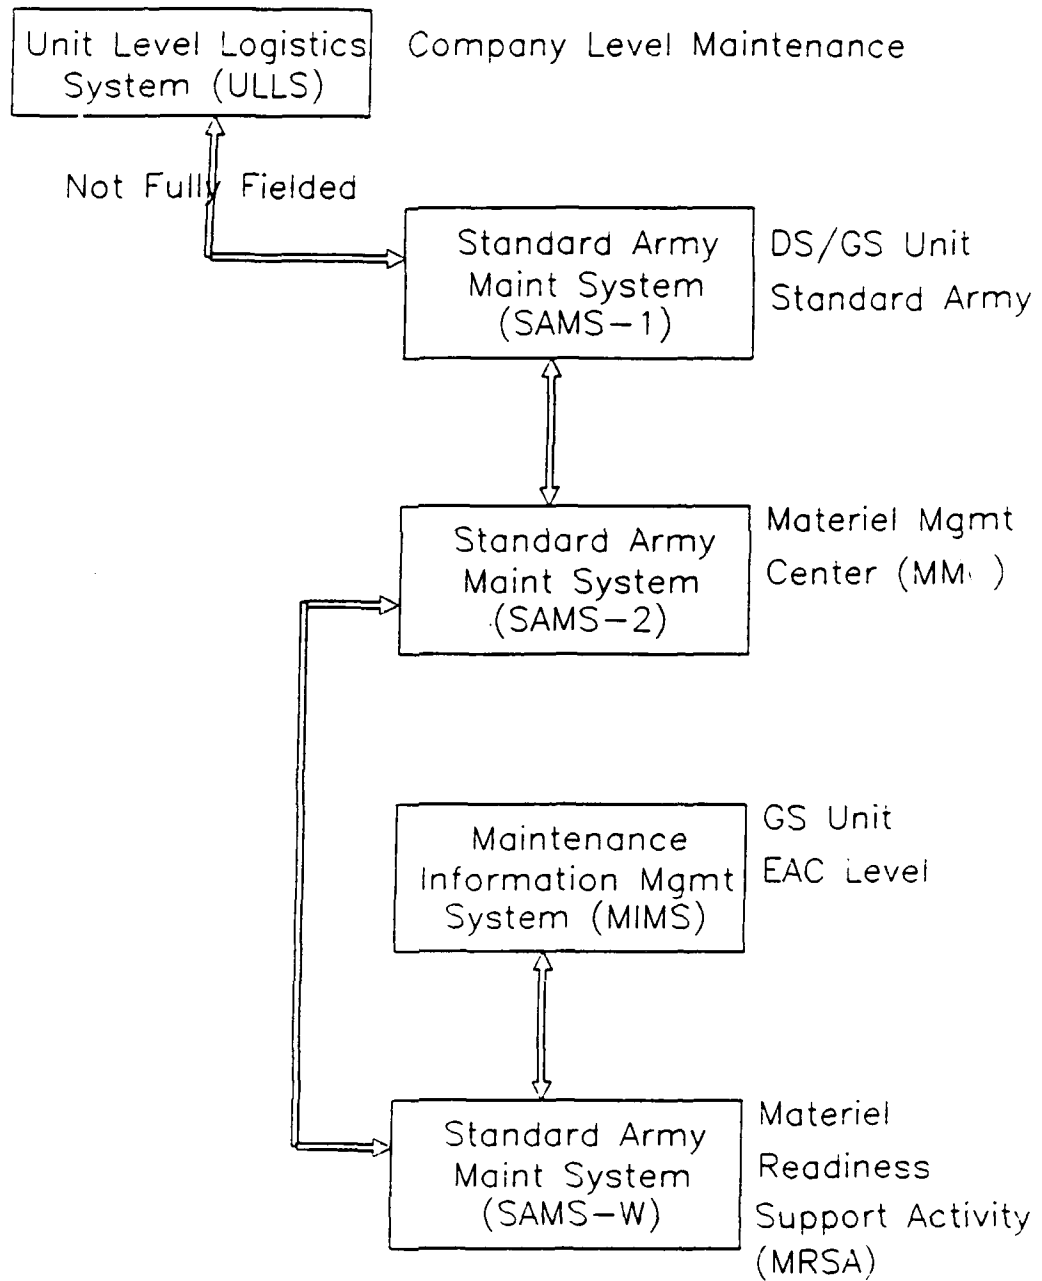 Unit Level Logistics
System (ULLS)
Company Level Maintenance
Not Fully Fielded
Standard Army
Maint System
(SAMS-1)
DS/GS Unit
Standard Army
Standard Army
Maint System
(SAMS-2)
Materiel Mgmt
Center
Maintenance
Information Mgmt
System (MIMS)
GS Unit
EAC Level
Standard Army
Maint System
(SAMS-W)
Materiel
Readiness
Support Activity
(MRSA)